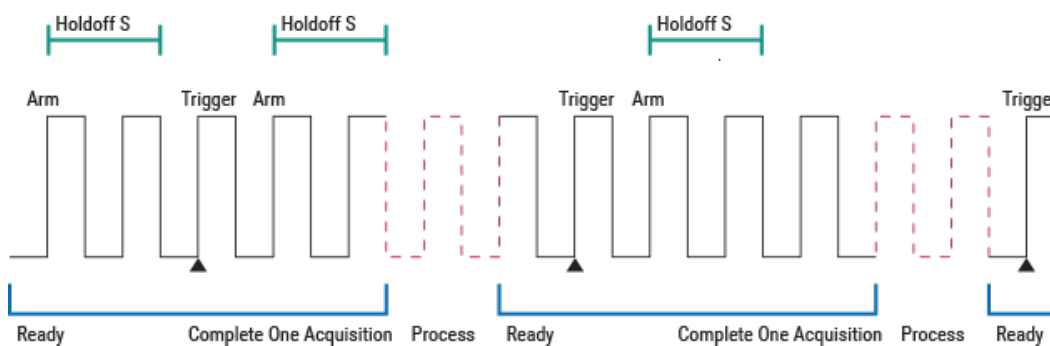 Holdoff S Holdoff S Holdoff S
Arm Trigger Arm Trigger Arm Trigge
Ready Complete One Acquisition Process Ready Complete One Acquisition Process Ready